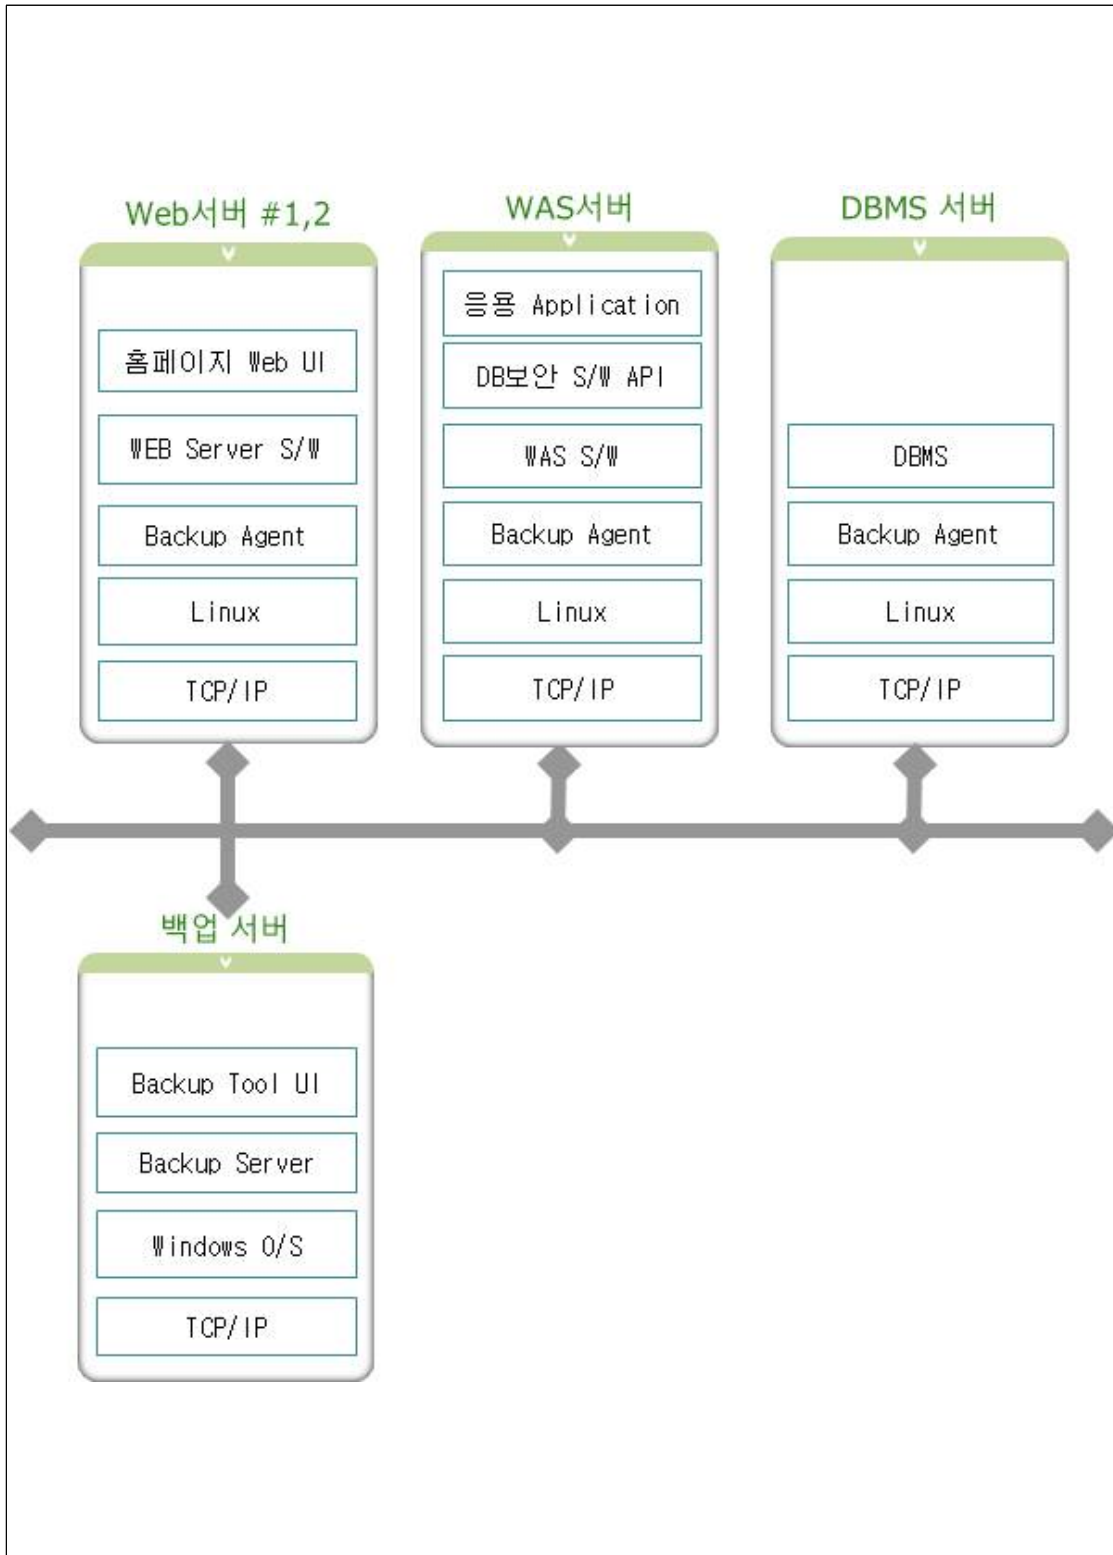 Web서버 #1,2
홈페이지 Web UI
WEB Server S/W
Backup Agent
Linux
TCP/IP
WAS서버
응용 Application
DB보안 S/W API
WAS S/W
Backup Agent
Linux
TCP/IP
DBMS 서버
DBMS
Backup Agent
Linux
TCP/IP
백업 서버
Backup Tool UI
Backup Server
Windows O/S
TCP/IP